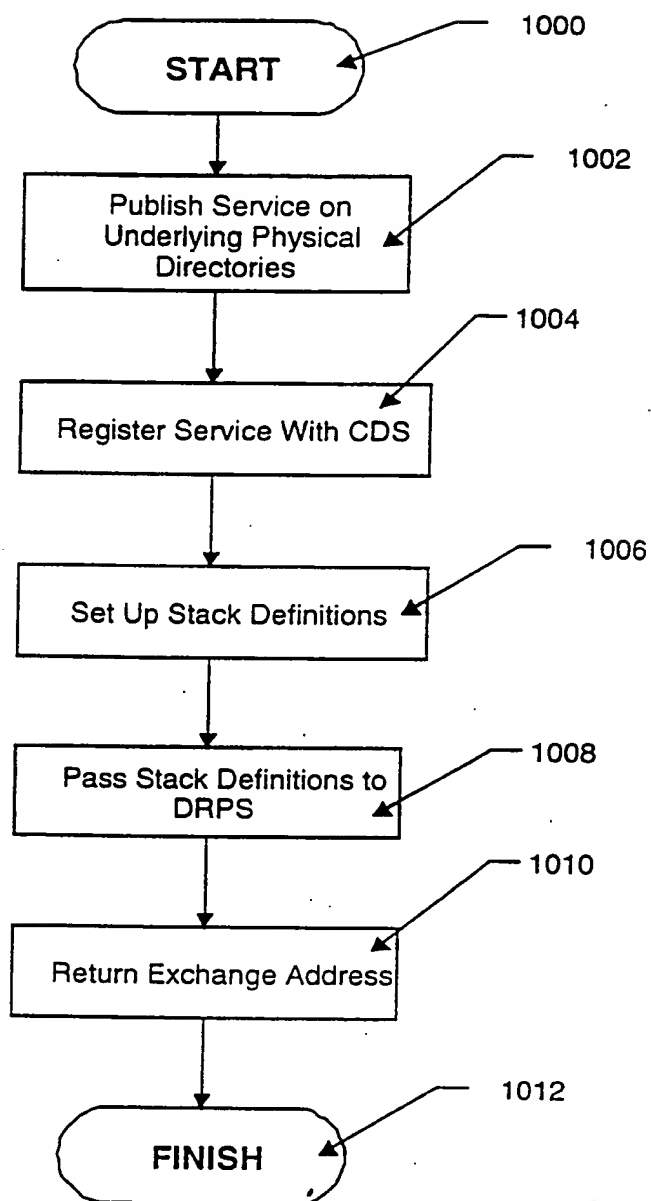 1000
START
1002
Publish Service on
Underlying Physical
Directories
1004
Register Service With CDS
1006
Set Up Stack Definitions
1008
Pass Stack Definitions to
DRPS
1010
Return Exchange Address
1012
FINISH